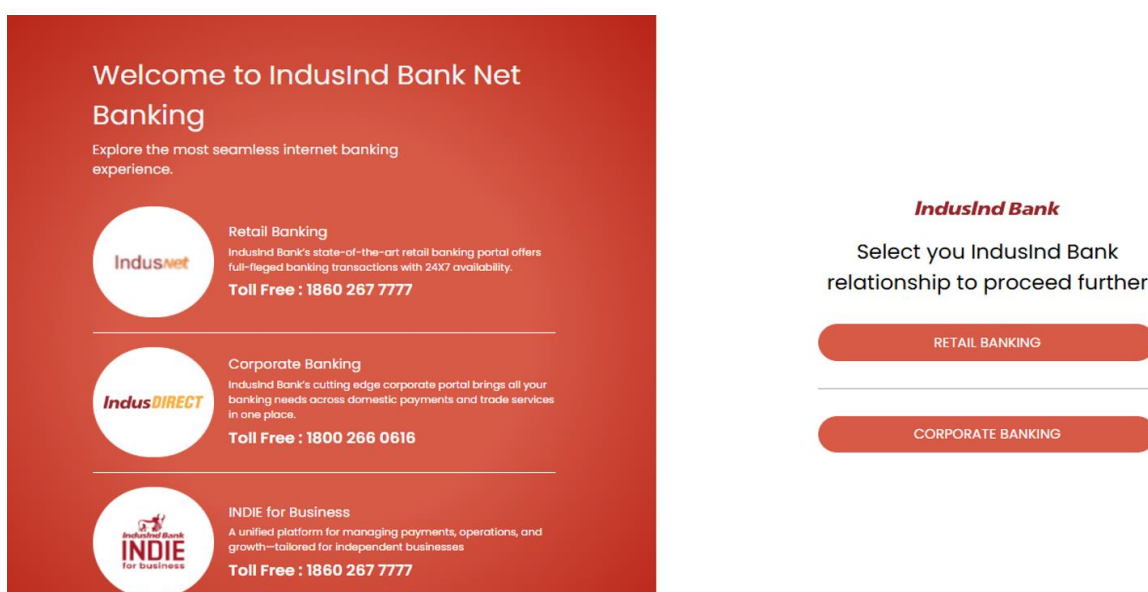 Welcome to IndusInd Bank Net
Banking
Explore the most seamless internet banking
experience.
Indusnet
Retail Banking
IndusInd Bank's state-of-the-art retail banking portal offers
full-fleged banking transactions with 24X7 availability.
Toll Free : 1860 267 7777
IndusDIRECT
Corporate Banking
IndusInd Bank's cutting edge corporate portal brings all your
banking needs across domestic payments and trade services
in one place.
Toll Free : 1800 266 0616
IndusInd Bank
INDIE
for business
INDIE for Business
A unified platform for managing payments, operations, and
growth—tailored for independent businesses
Toll Free : 1860 267 7777
IndusInd Bank
Select you IndusInd Bank
relationship to proceed further
RETAIL BANKING
CORPORATE BANKING